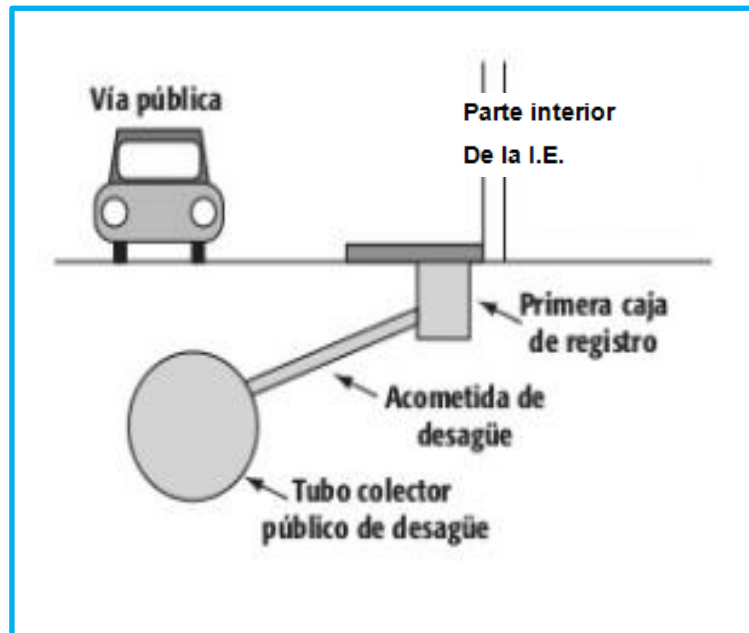 Vía pública
Parte interior
De la I.E.
Primera caja
de registro
Acometida de
desagüe
Tubo colector
público de desagüe